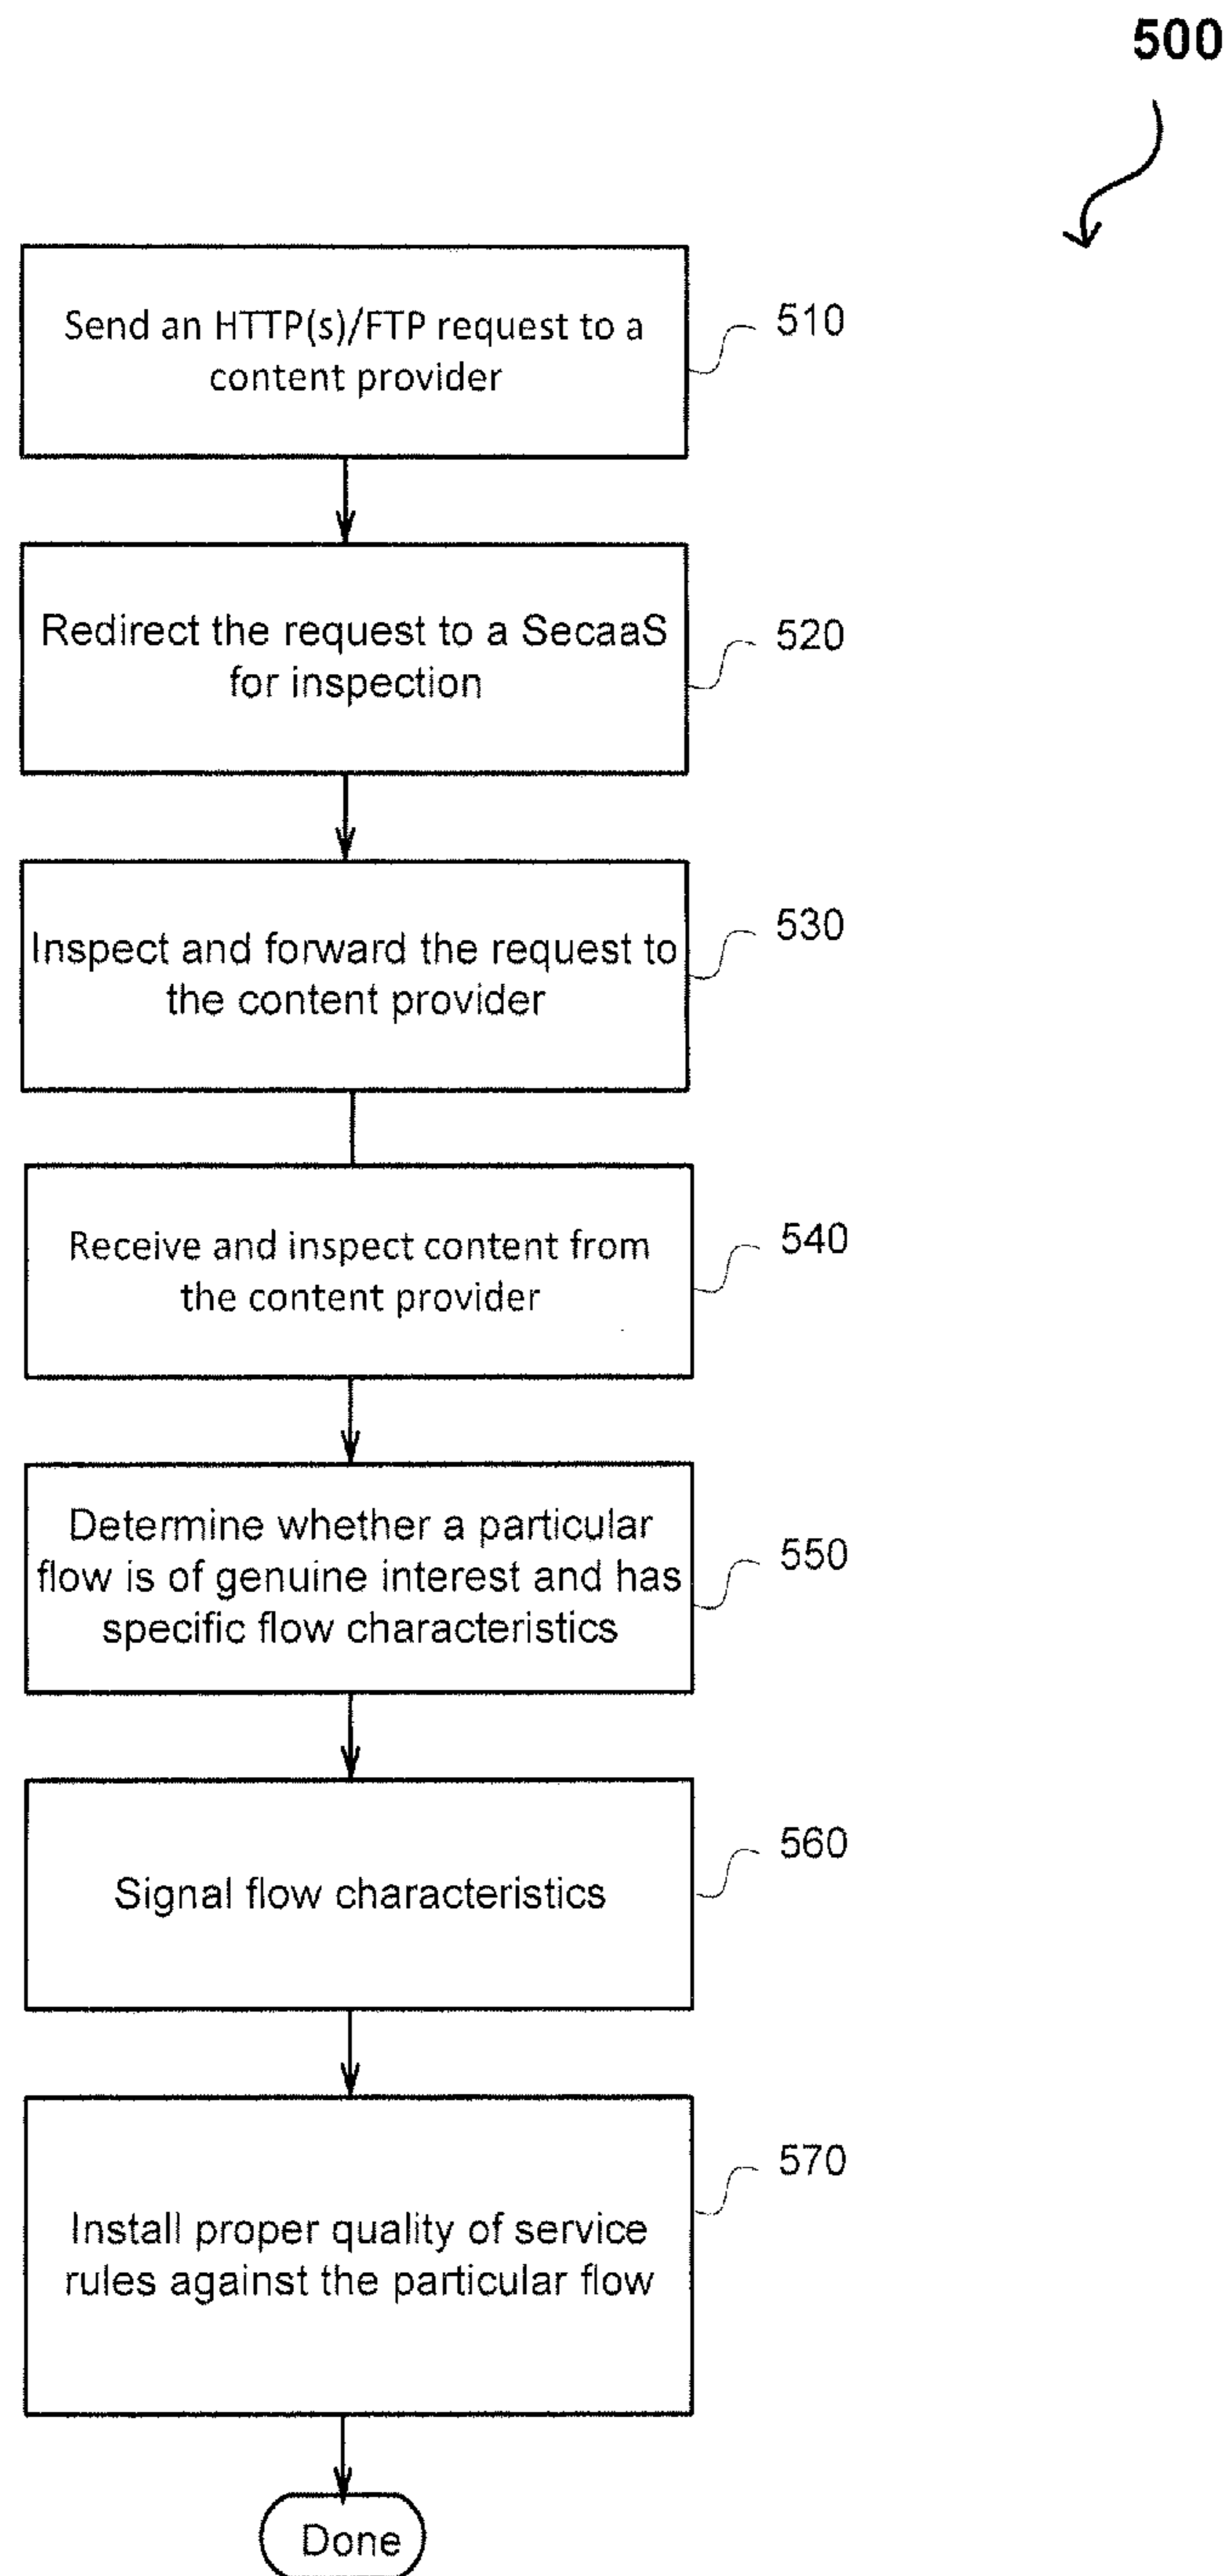 500
Send an HTTP(s)/FTP request to a
content provider
510
Redirect the request to a SecaaS
for inspection
520
Inspect and forward the request to
the content provider
530
Receive and inspect content from
the content provider
540
Determine whether a particular
flow is of genuine interest and has
specific flow characteristics
550
Signal flow characteristics
560
Install proper quality of service
rules against the particular flow
570
Done